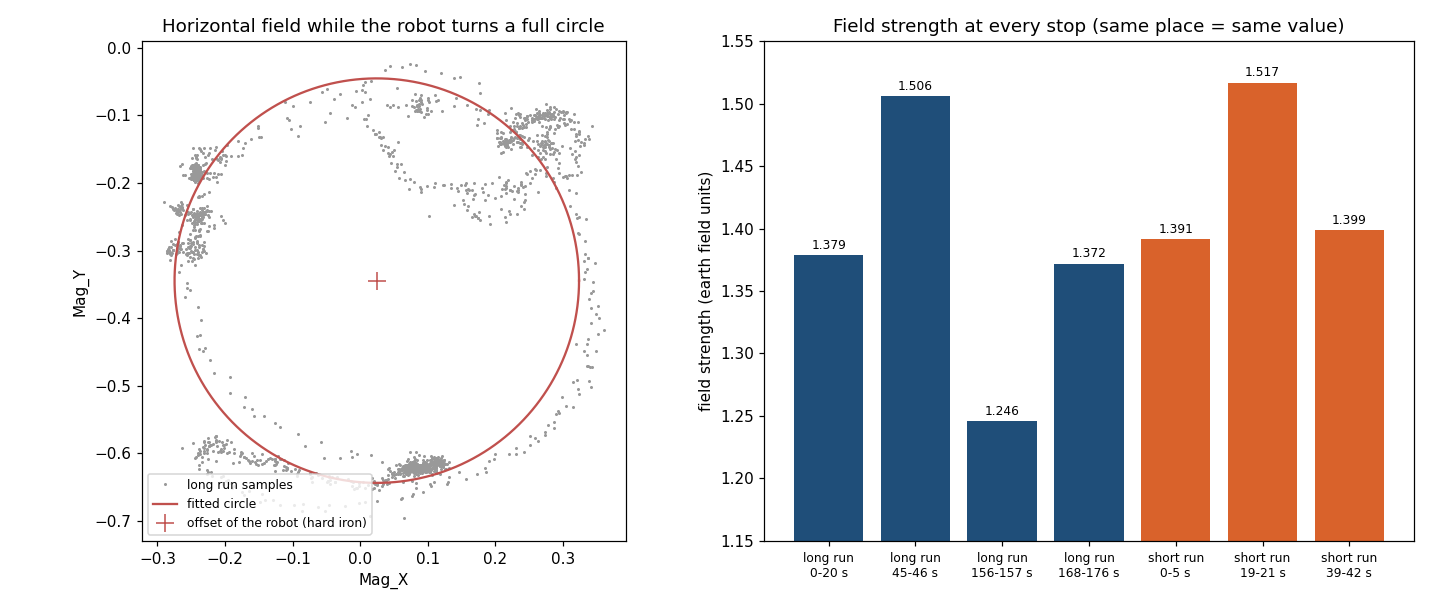 Horizontal field while the robot turns a full circle
0.0
−0.1
−0.2
−0.3
−0.4
−0.5
−0.6
−0.7
Mag_Y
long run samples
fitted circle
offset of the robot (hard iron)
−0.3
−0.2
−0.1
0.0
0.1
0.2
0.3
Mag_X
Field strength at every stop (same place = same value)
1.55
1.50
1.45
1.40
1.35
1.30
1.25
1.20
1.15
field strength (earth field units)
1.379
1.506
1.246
1.372
1.391
1.517
1.399
long run
0-20 s
long run
45-46 s
long run
156-157 s
long run
168-176 s
short run
0-5 s
short run
19-21 s
short run
39-42 s